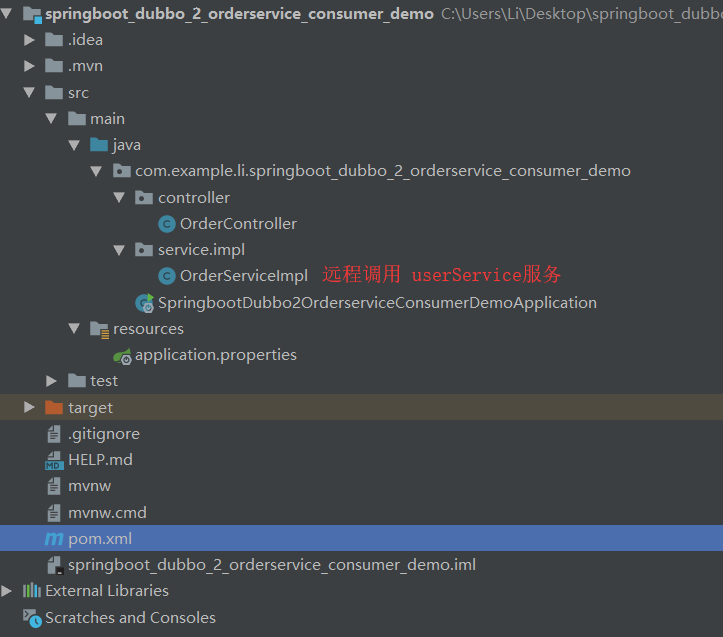 springboot_dubbo_2_orderservice_consumer_demo C:\Users\Li\Desktop\springboot_dubbo
.idea
.mvn
src
main
java
com.example.li.springboot_dubbo_2_orderservice_consumer_demo
controller
OrderController
service.impl
OrderServiceImpl 远程调用 userService服务
SpringbootDubbo2OrderserviceConsumerDemoApplication
resources
application.properties
test
target
.gitignore
HELP.md
mvnw
mvnw.cmd
pom.xml
springboot_dubbo_2_orderservice_consumer_demo.iml
External Libraries
Scratches and Consoles